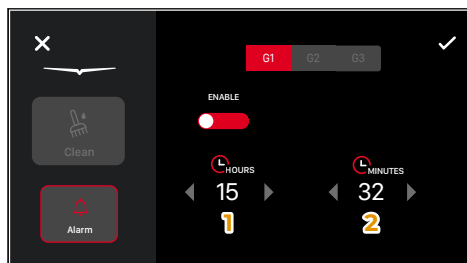 G1 G2 G3
ENABLE
Clean
HOURS MINUTES
15 32
Alarm
1 2